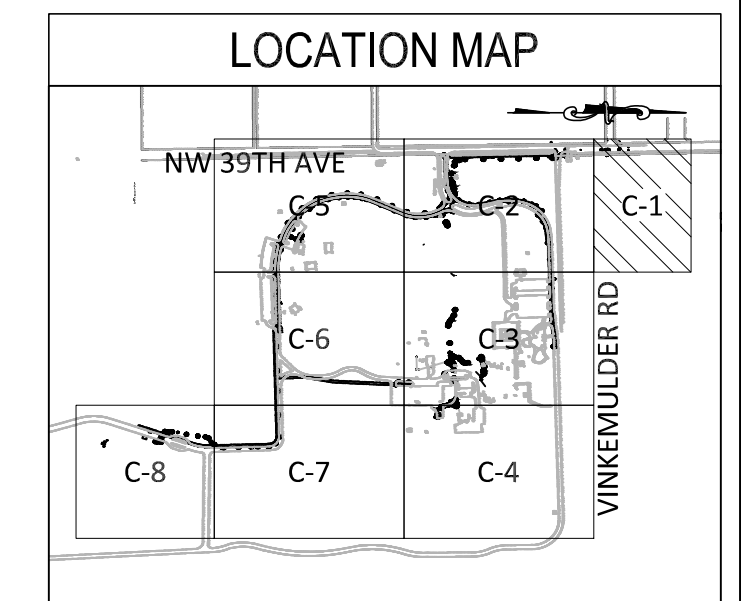 LOCATION MAP
NW 39TH AVE
C-5
C-2
C-1
C-6
C-3
VINKEMULDER RD
C-8
C-7
C-4